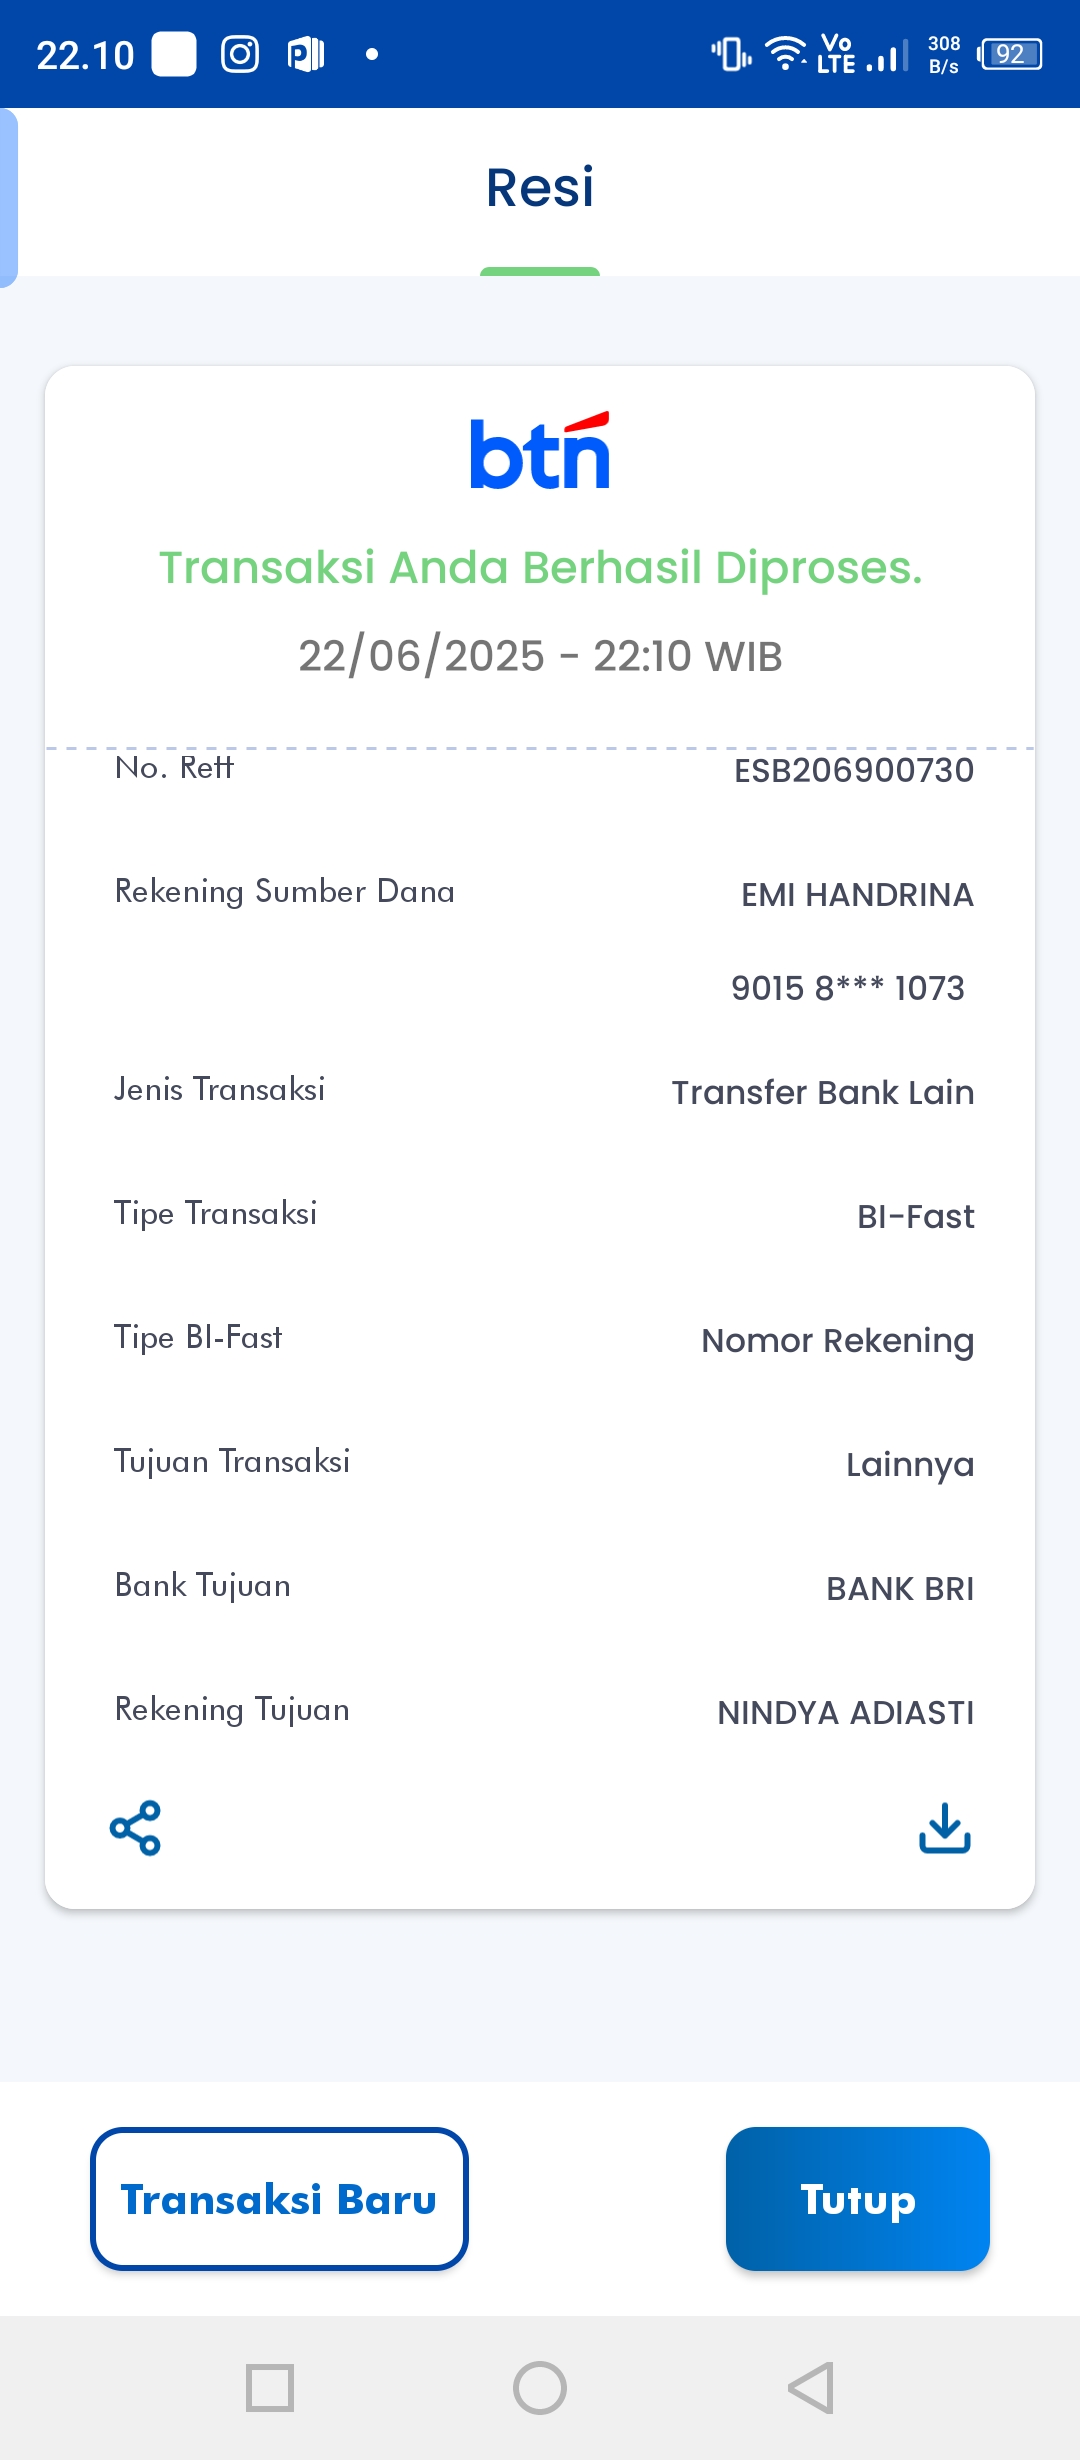 22.10
Vo
LTE
308
B/s
92
Resi
btn
Transaksi Anda Berhasil Diproses.
22/06/2025 - 22:10 WIB
No. Reff ESB206900730
Rekening Sumber Dana EMI HANDRINA
9015 8*** 1073
Jenis Transaksi Transfer Bank Lain
Tipe Transaksi BI-Fast
Tipe BI-Fast Nomor Rekening
Tujuan Transaksi Lainnya
Bank Tujuan BANK BRI
Rekening Tujuan NINDYA ADIASTI
Transaksi Baru
Tutup